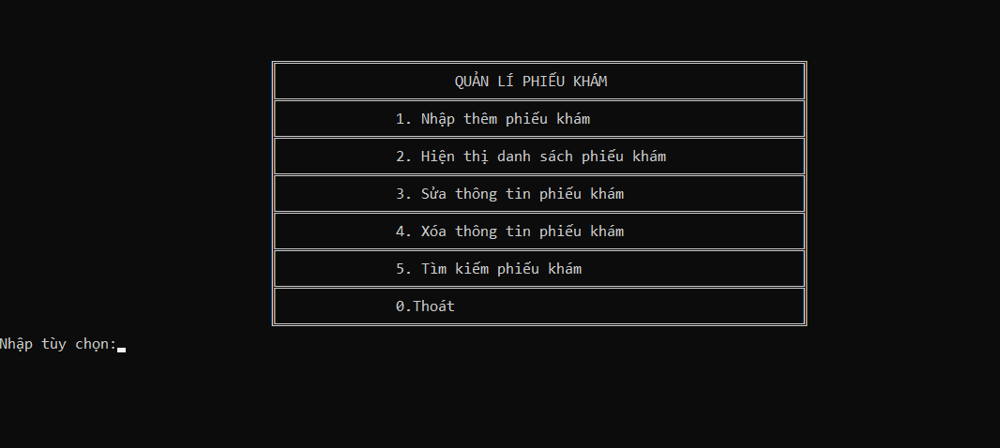 QUẢN LÍ PHIẾU KHÁM
1. Nhập thêm phiếu khám
2. Hiện thị danh sách phiếu khám
3. Sửa thông tin phiếu khám
4. Xóa thông tin phiếu khám
5. Tìm kiếm phiếu khám
0.Thoát
Nhập tùy chọn: